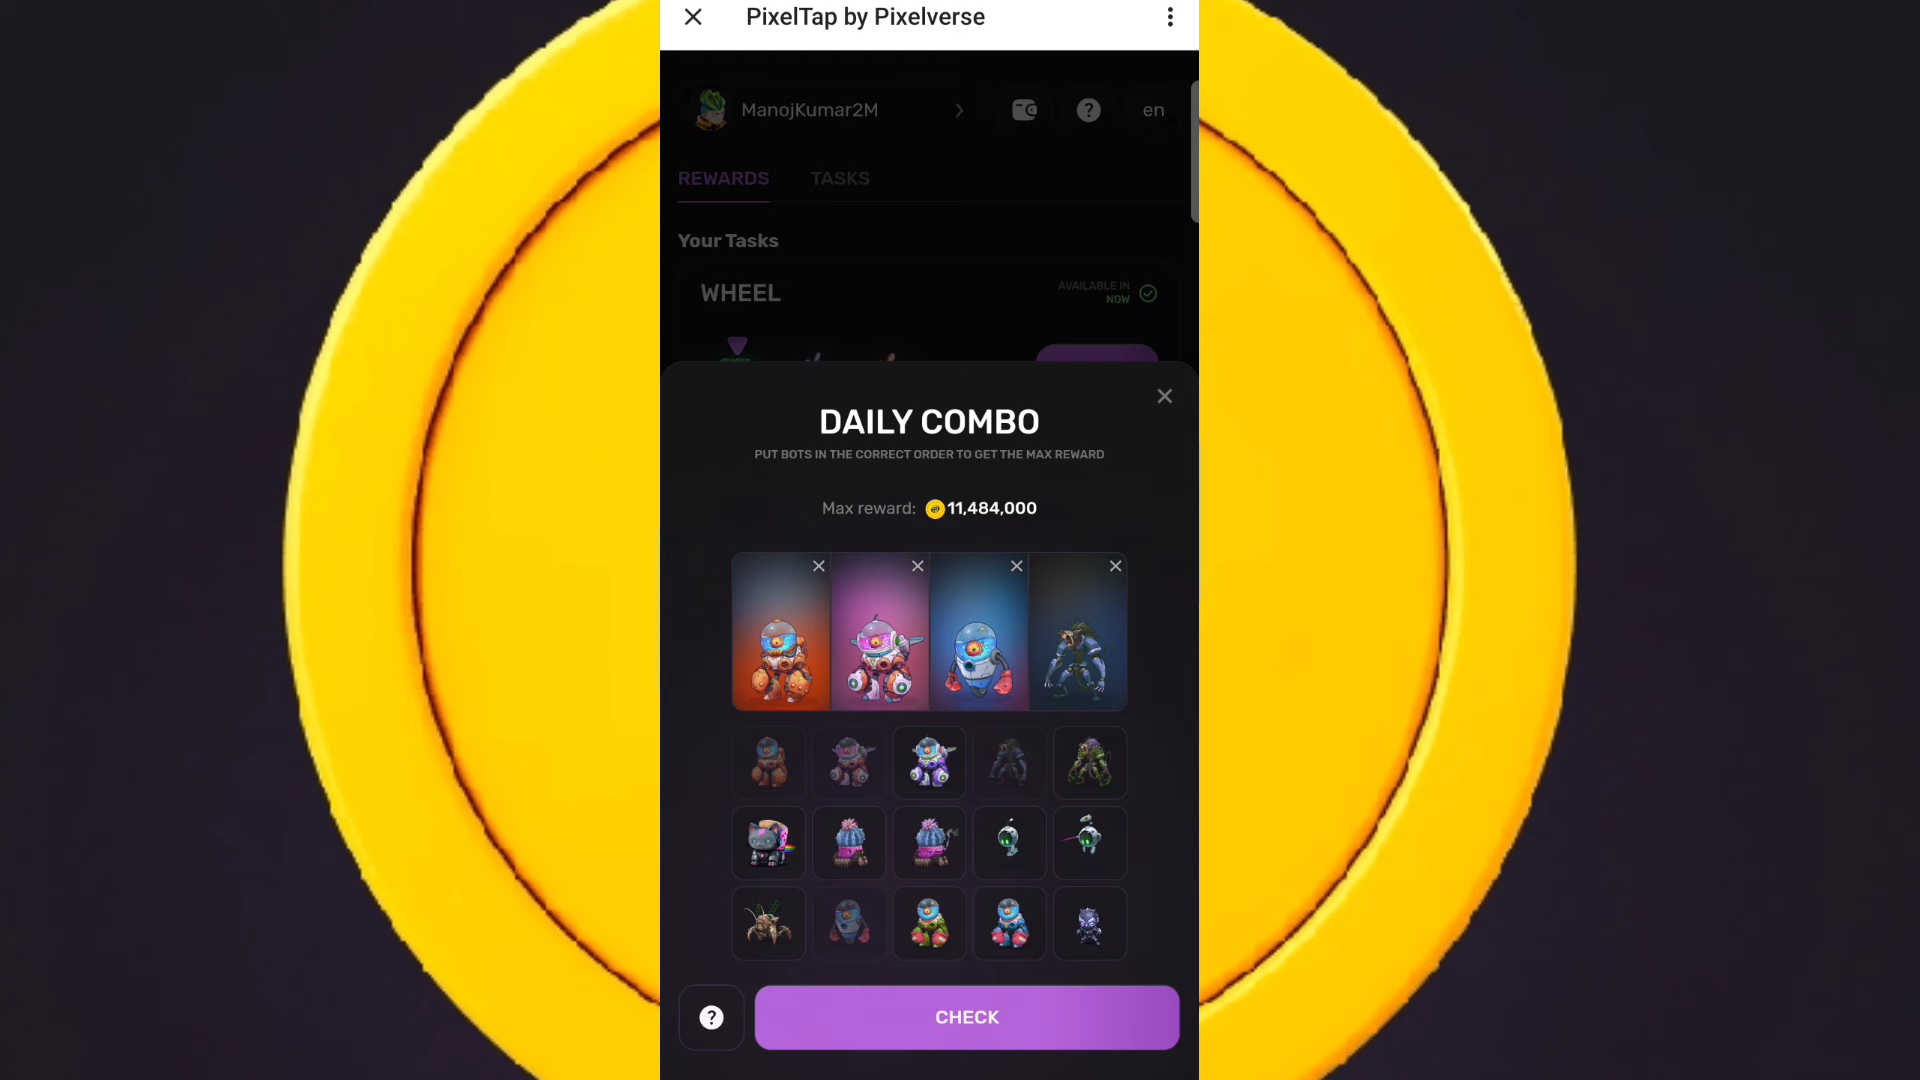 PixelTap by Pixelverse
ManojKumar2M
en
REWARDS
TASKS
Your Tasks
WHEEL
AVAILABLE IN
NOW
DAILY COMBO
PUT BOTS IN THE CORRECT ORDER TO GET THE MAX REWARD
Max reward: 11,484,000
?
CHECK